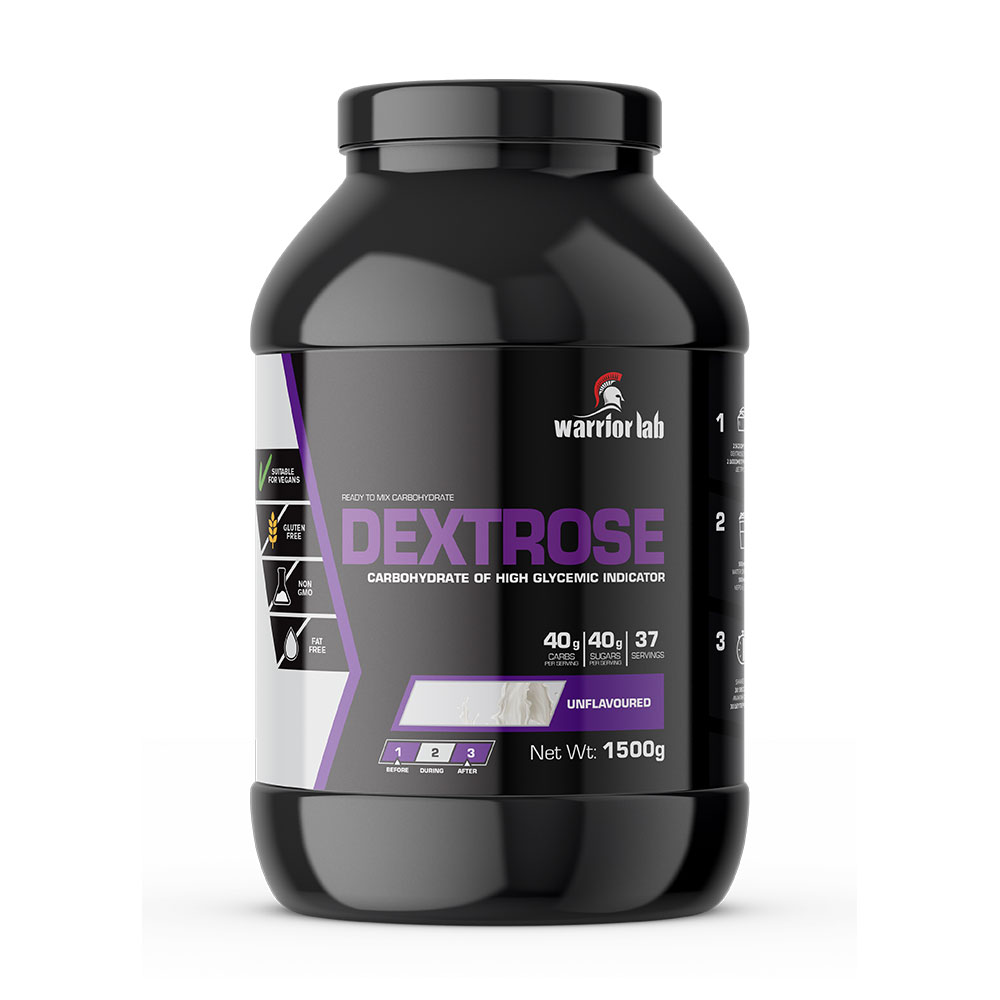 warrior lab
READY TO MIX CARBOHYDRATE
DEXTROSE
CARBOHYDRATE OF HIGH GLYCEMIC INDICATOR
SUITABLE
FOR VEGANS
GLUTEN
FREE
NON
GMO
FAT
FREE
40g 40g 37
CARBS SUGARS SERVINGS
PER SERVING PER SERVING
UNFLAVOURED
1 2 3
BEFORE DURING AFTER
Net Wt: 1500g
1
2
3